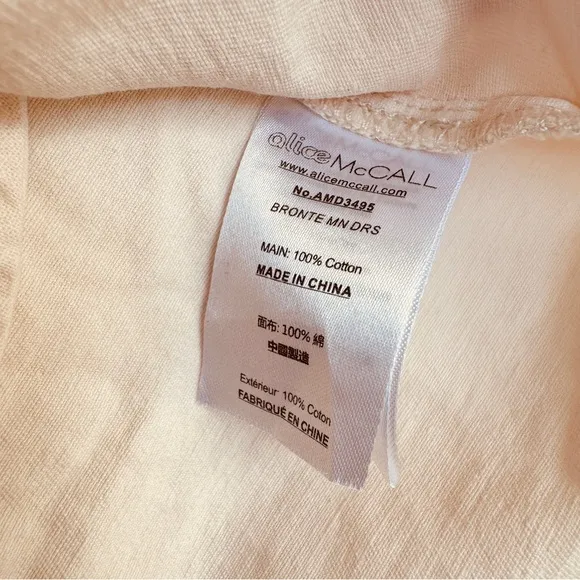 alice McCALL
www.alicemccall.com
No.AMD3495
BRONTE MN DRS
MAIN: 100% Cotton
MADE IN CHINA
面布: 100% 綿
中國製造
Extérieur: 100% Coton
FABRIQUÉ EN CHINE